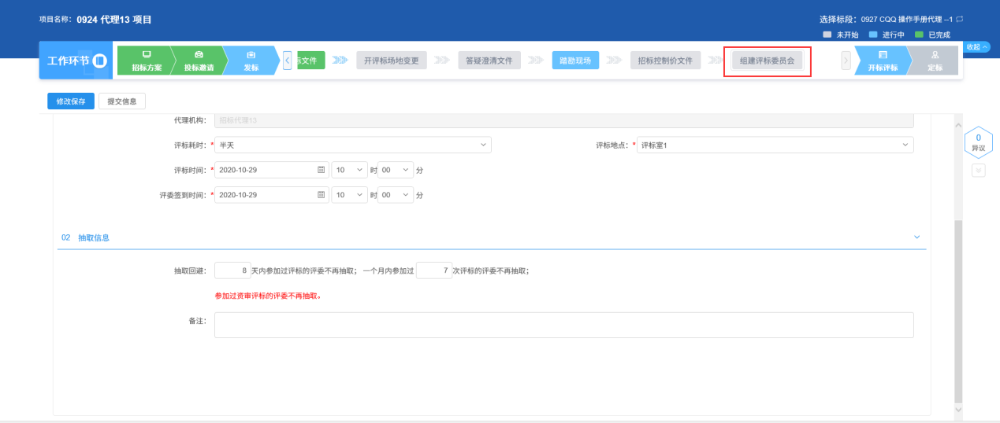 项目名称： 0924 代理13 项目
选择标段： 0927 CQQ 操作手册代理 –1
未开始 进行中 已完成
收起
工作环节
招标方案 投标邀请 发标
标文件 开评标场地变更 答疑澄清文件 踏勘现场 招标控制价文件 组建评标委员会
开标评标 定标
修改保存 提交信息
代理机构： 招标代理13
评标耗时：* 半天 评标地点：* 评标室1
评标时间：* 2020-10-29 10 时 00 分
评委签到时间：* 2020-10-29 10 时 00 分
0
异议
02 抽取信息
抽取回避： 8 天内参加过评标的评委不再抽取； 一个月内参加过 7 次评标的评委不再抽取；
参加过资审评标的评委不再抽取。
备注：